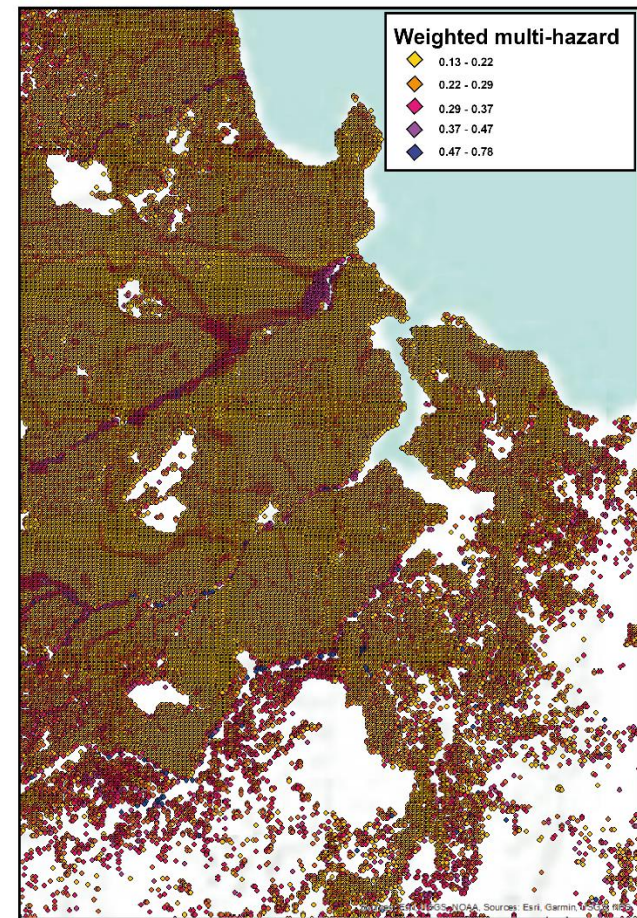 Weighted multi-hazard
0.13 - 0.22
0.22 - 0.29
0.29 - 0.37
0.37 - 0.47
0.47 - 0.78
NOAA, Sources: Esri, Garmin,